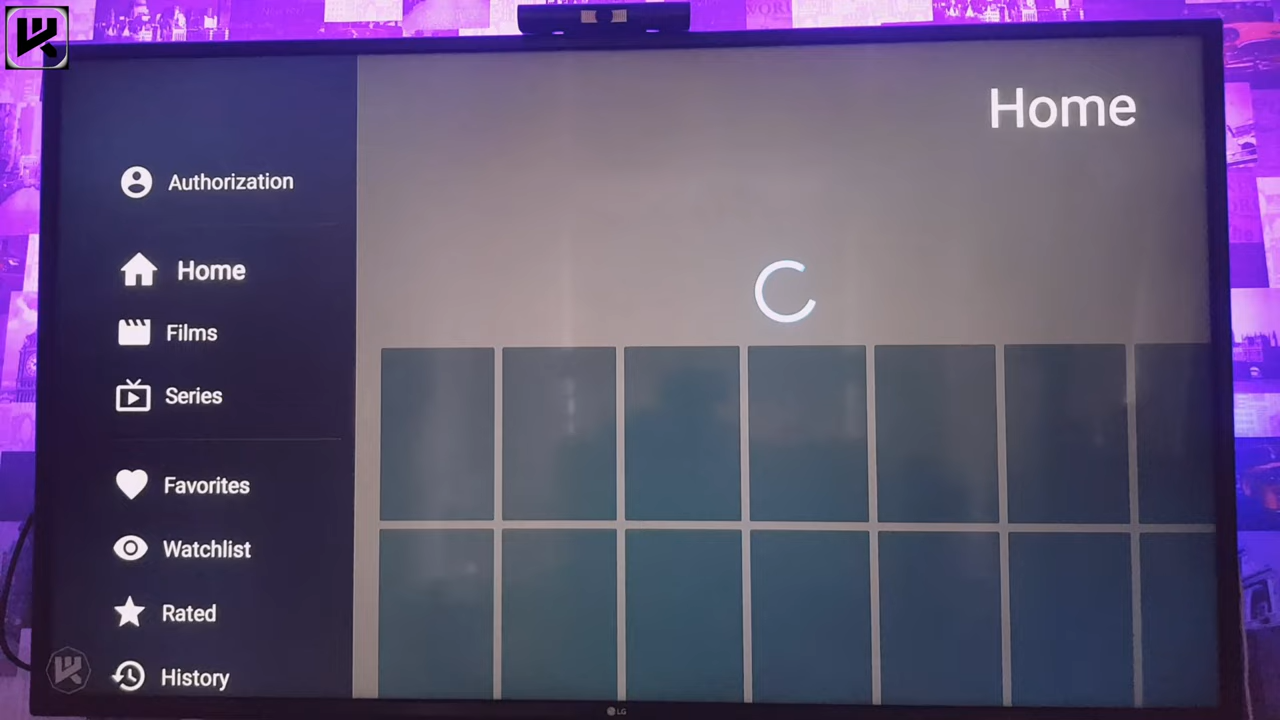 Home
Authorization
Home
Films
Series
Favorites
Watchlist
Rated
History
LG